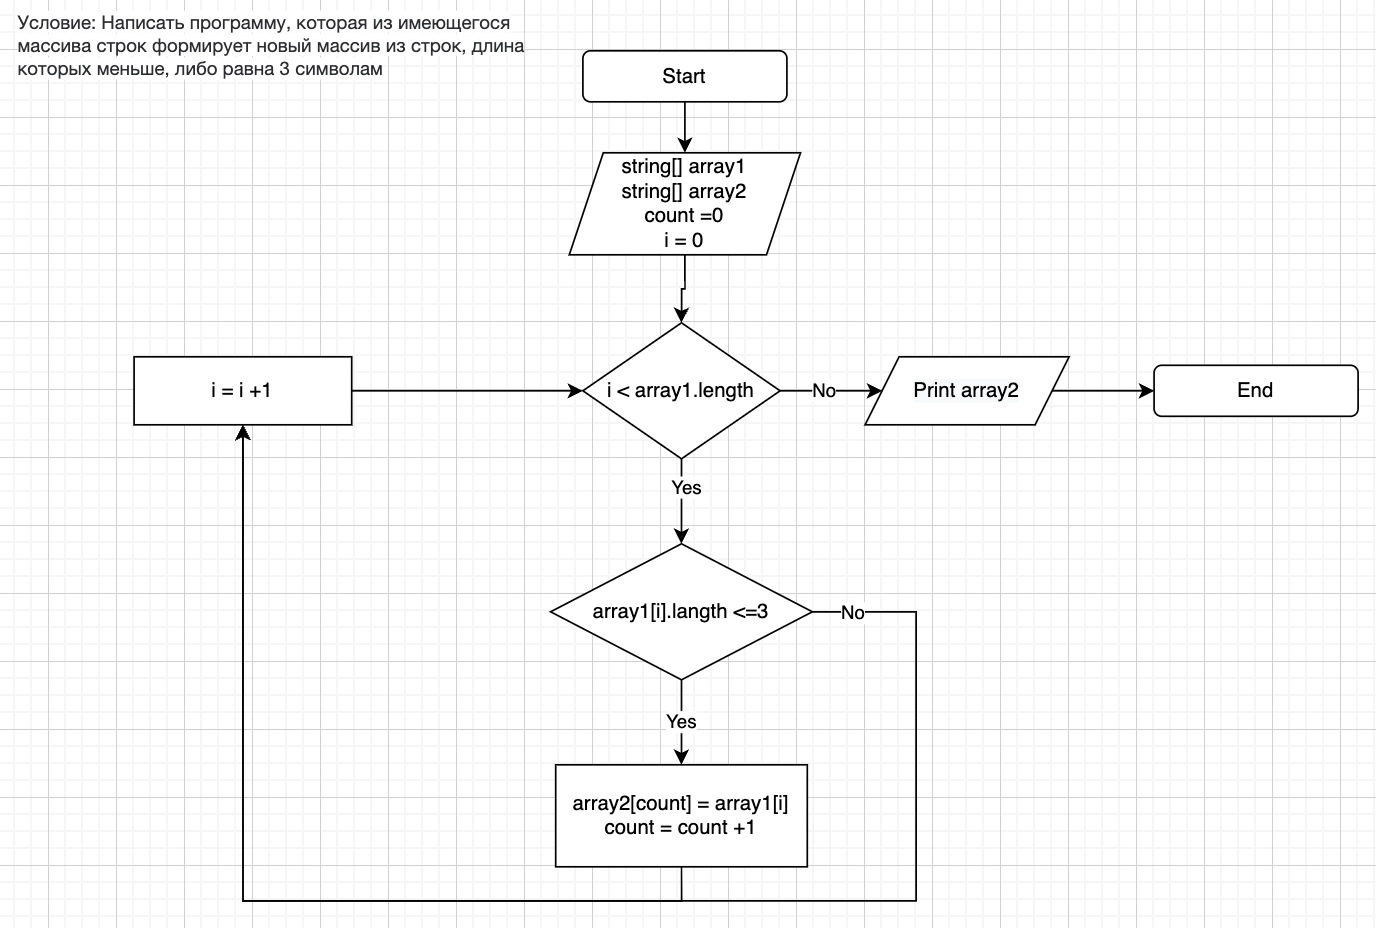 Условие: Написать программу, которая из имеющегося
массива строк формирует новый массив из строк, длина
которых меньше, либо равна 3 символам
Start
string[] array1
string[] array2
count =0
i = 0
i = i +1
i < array1.length
No
Print array2
End
Yes
array1[i].langth <=3
No
Yes
array2[count] = array1[i]
count = count +1